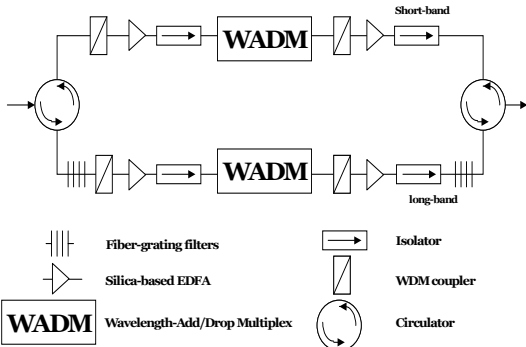 Short-band
WADM
WADM
long-band
Fiber-grating filters
Isolator
Silica-based EDFA
WDM coupler
WADM
Wavelength-Add/Drop Multiplex
Circulator